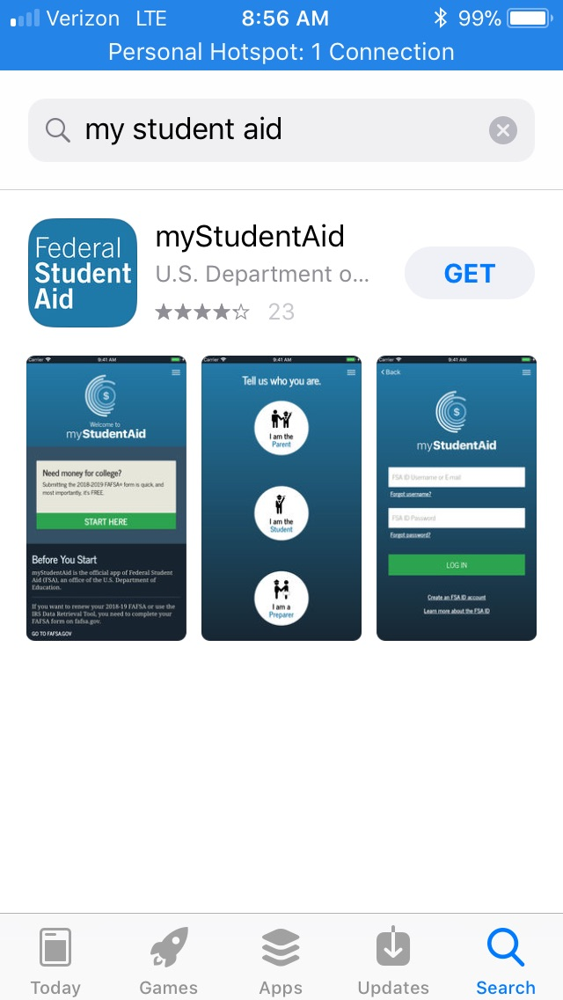 Verizon LTE 8:56 AM 99%
Personal Hotspot: 1 Connection
my student aid
Federal
Student
Aid
myStudentAid
U.S. Department o...
23
GET
Carrier 9:41 AM
$
Welcome to
myStudentAid
Need money for college?
Submitting the 2018-2019 FAFSA® form is quick, and
most importantly, it's FREE.
START HERE
Before You Start
myStudentAid is the official app of Federal Student
Aid (FSA), an office of the U.S. Department of
Education.
If you want to renew your 2018-19 FAFSA or use the
IRS Data Retrieval Tool, you need to complete your
FAFSA form on fafsa.gov.
GO TO FAFSA.GOV
Carrier 9:41 AM
Tell us who you are.
I am the
Parent
I am the
Student
I am a
Preparer
Carrier 9:41 AM
Back
$
myStudentAid
FSA ID Username or E-mail
Forgot username?
FSA ID Password
Forgot password?
LOG IN
Create an FSA ID account
Learn more about the FSA ID
Today Games Apps Updates Search